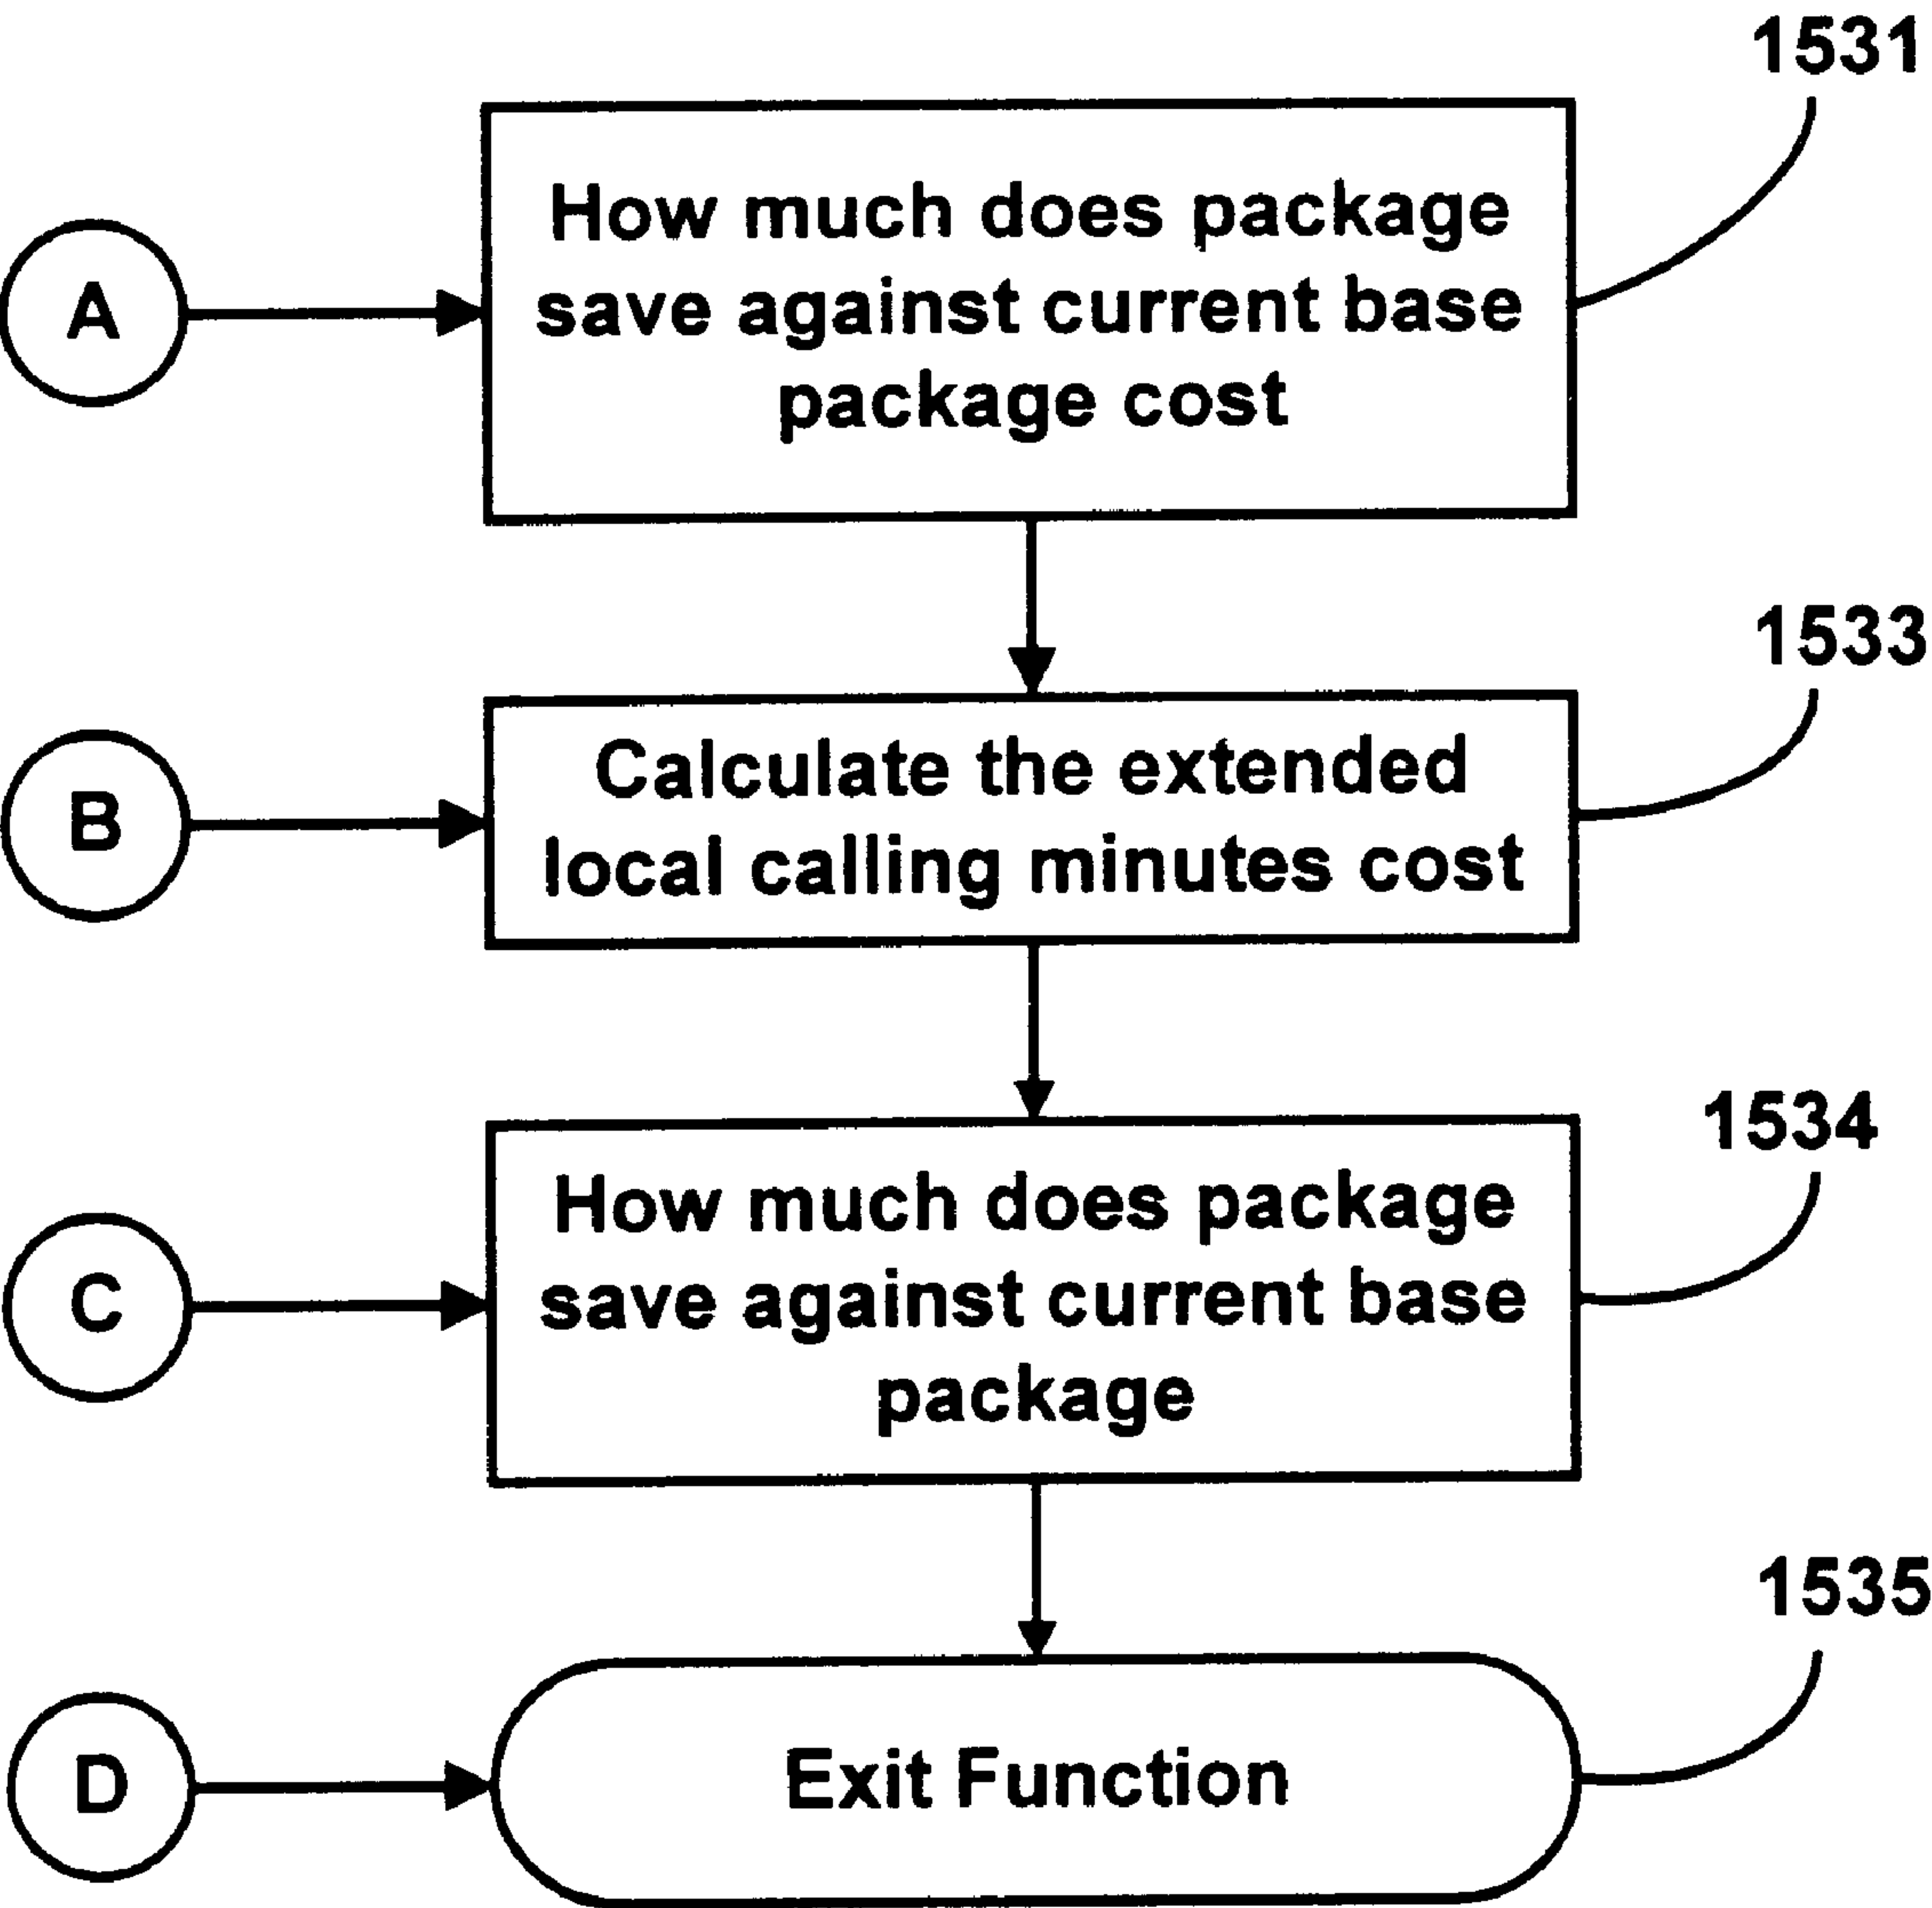 1531
How much does package
A
save against current base
package cost
1533
Calculate the extended
B
local calling minutes cost
1534
How much does package
C
save against current base
package
1535
D
Exit Function